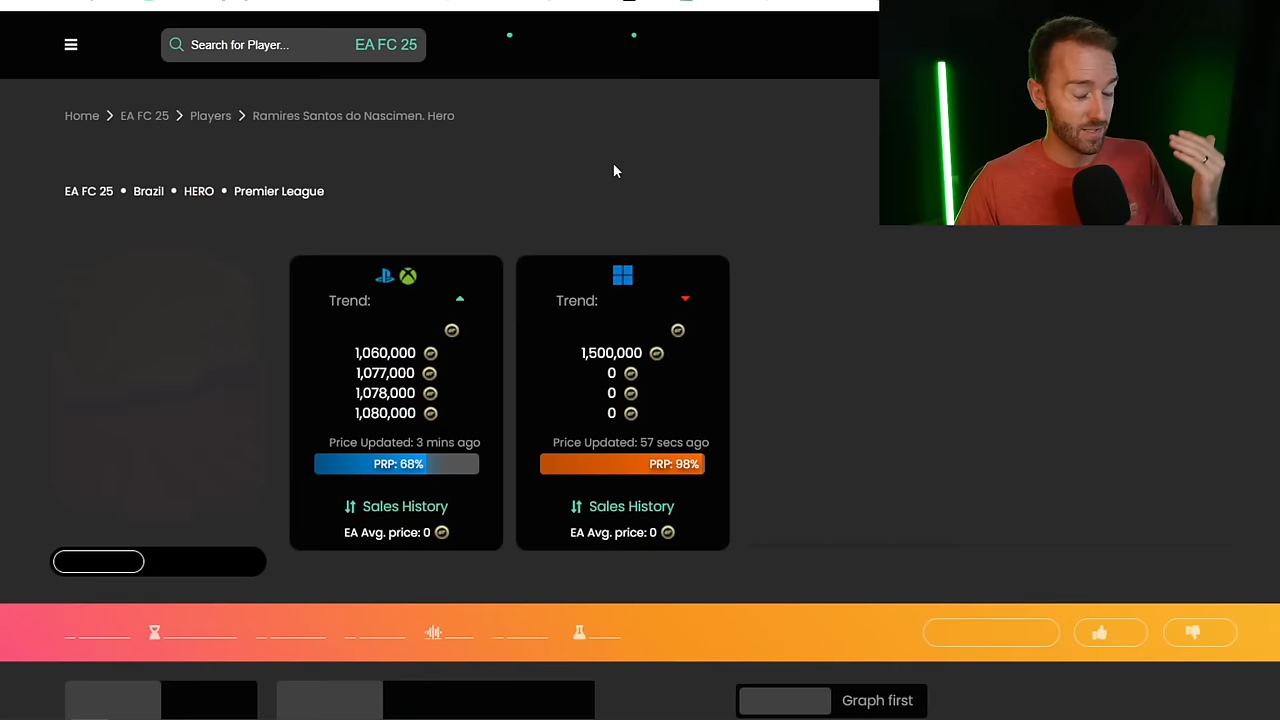 Search for Player...
EA FC 25
Home
EA FC 25
Players
Ramires Santos do Nascimen. Hero
EA FC 25 • Brazil • HERO • Premier League
Trend:
1,060,000
1,077,000
1,078,000
1,080,000
Price Updated: 3 mins ago
PRP: 68%
Sales History
EA Avg. price: 0
Trend:
1,500,000
0
0
0
Price Updated: 57 secs ago
PRP: 98%
Sales History
EA Avg. price: 0
Graph first